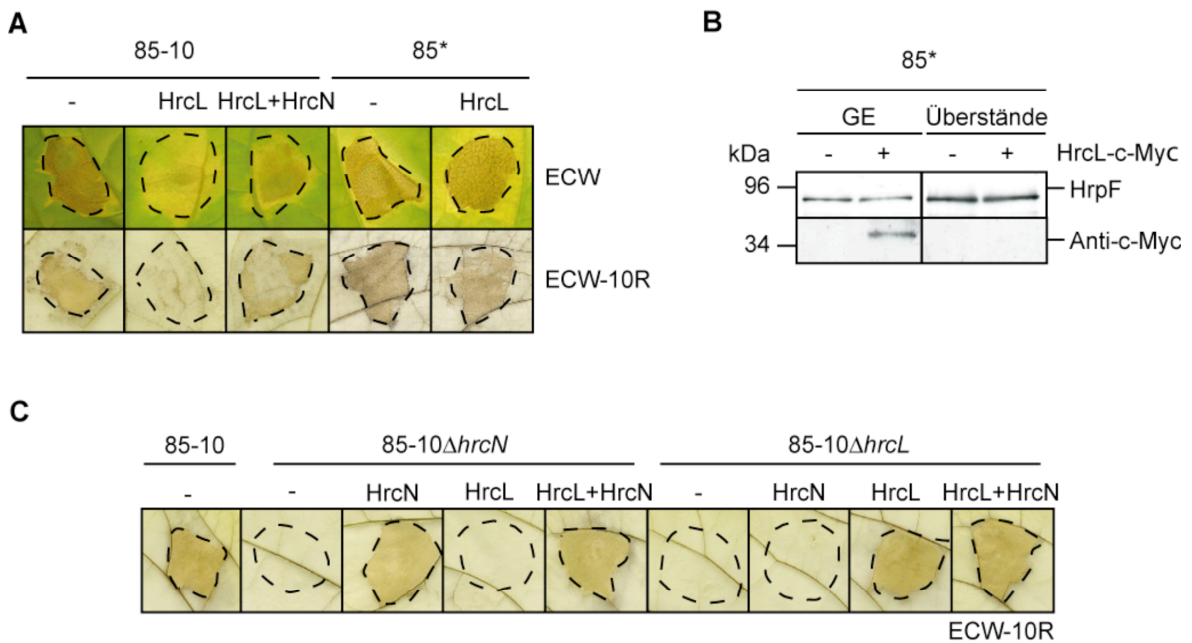 A
85-10 85*
- HrcL HrcL+HrcN - HrcL
ECW
ECW-10R
B
85*
GE Überstände
kDa - + - + HrcL-c-Myc
96 HrpF
34 Anti-c-Myc
C
85-10 85-10ΔhrcN 85-10ΔhrcL
- - HrcN HrcL HrcL+HrcN - HrcN HrcL HrcL+HrcN
ECW-10R